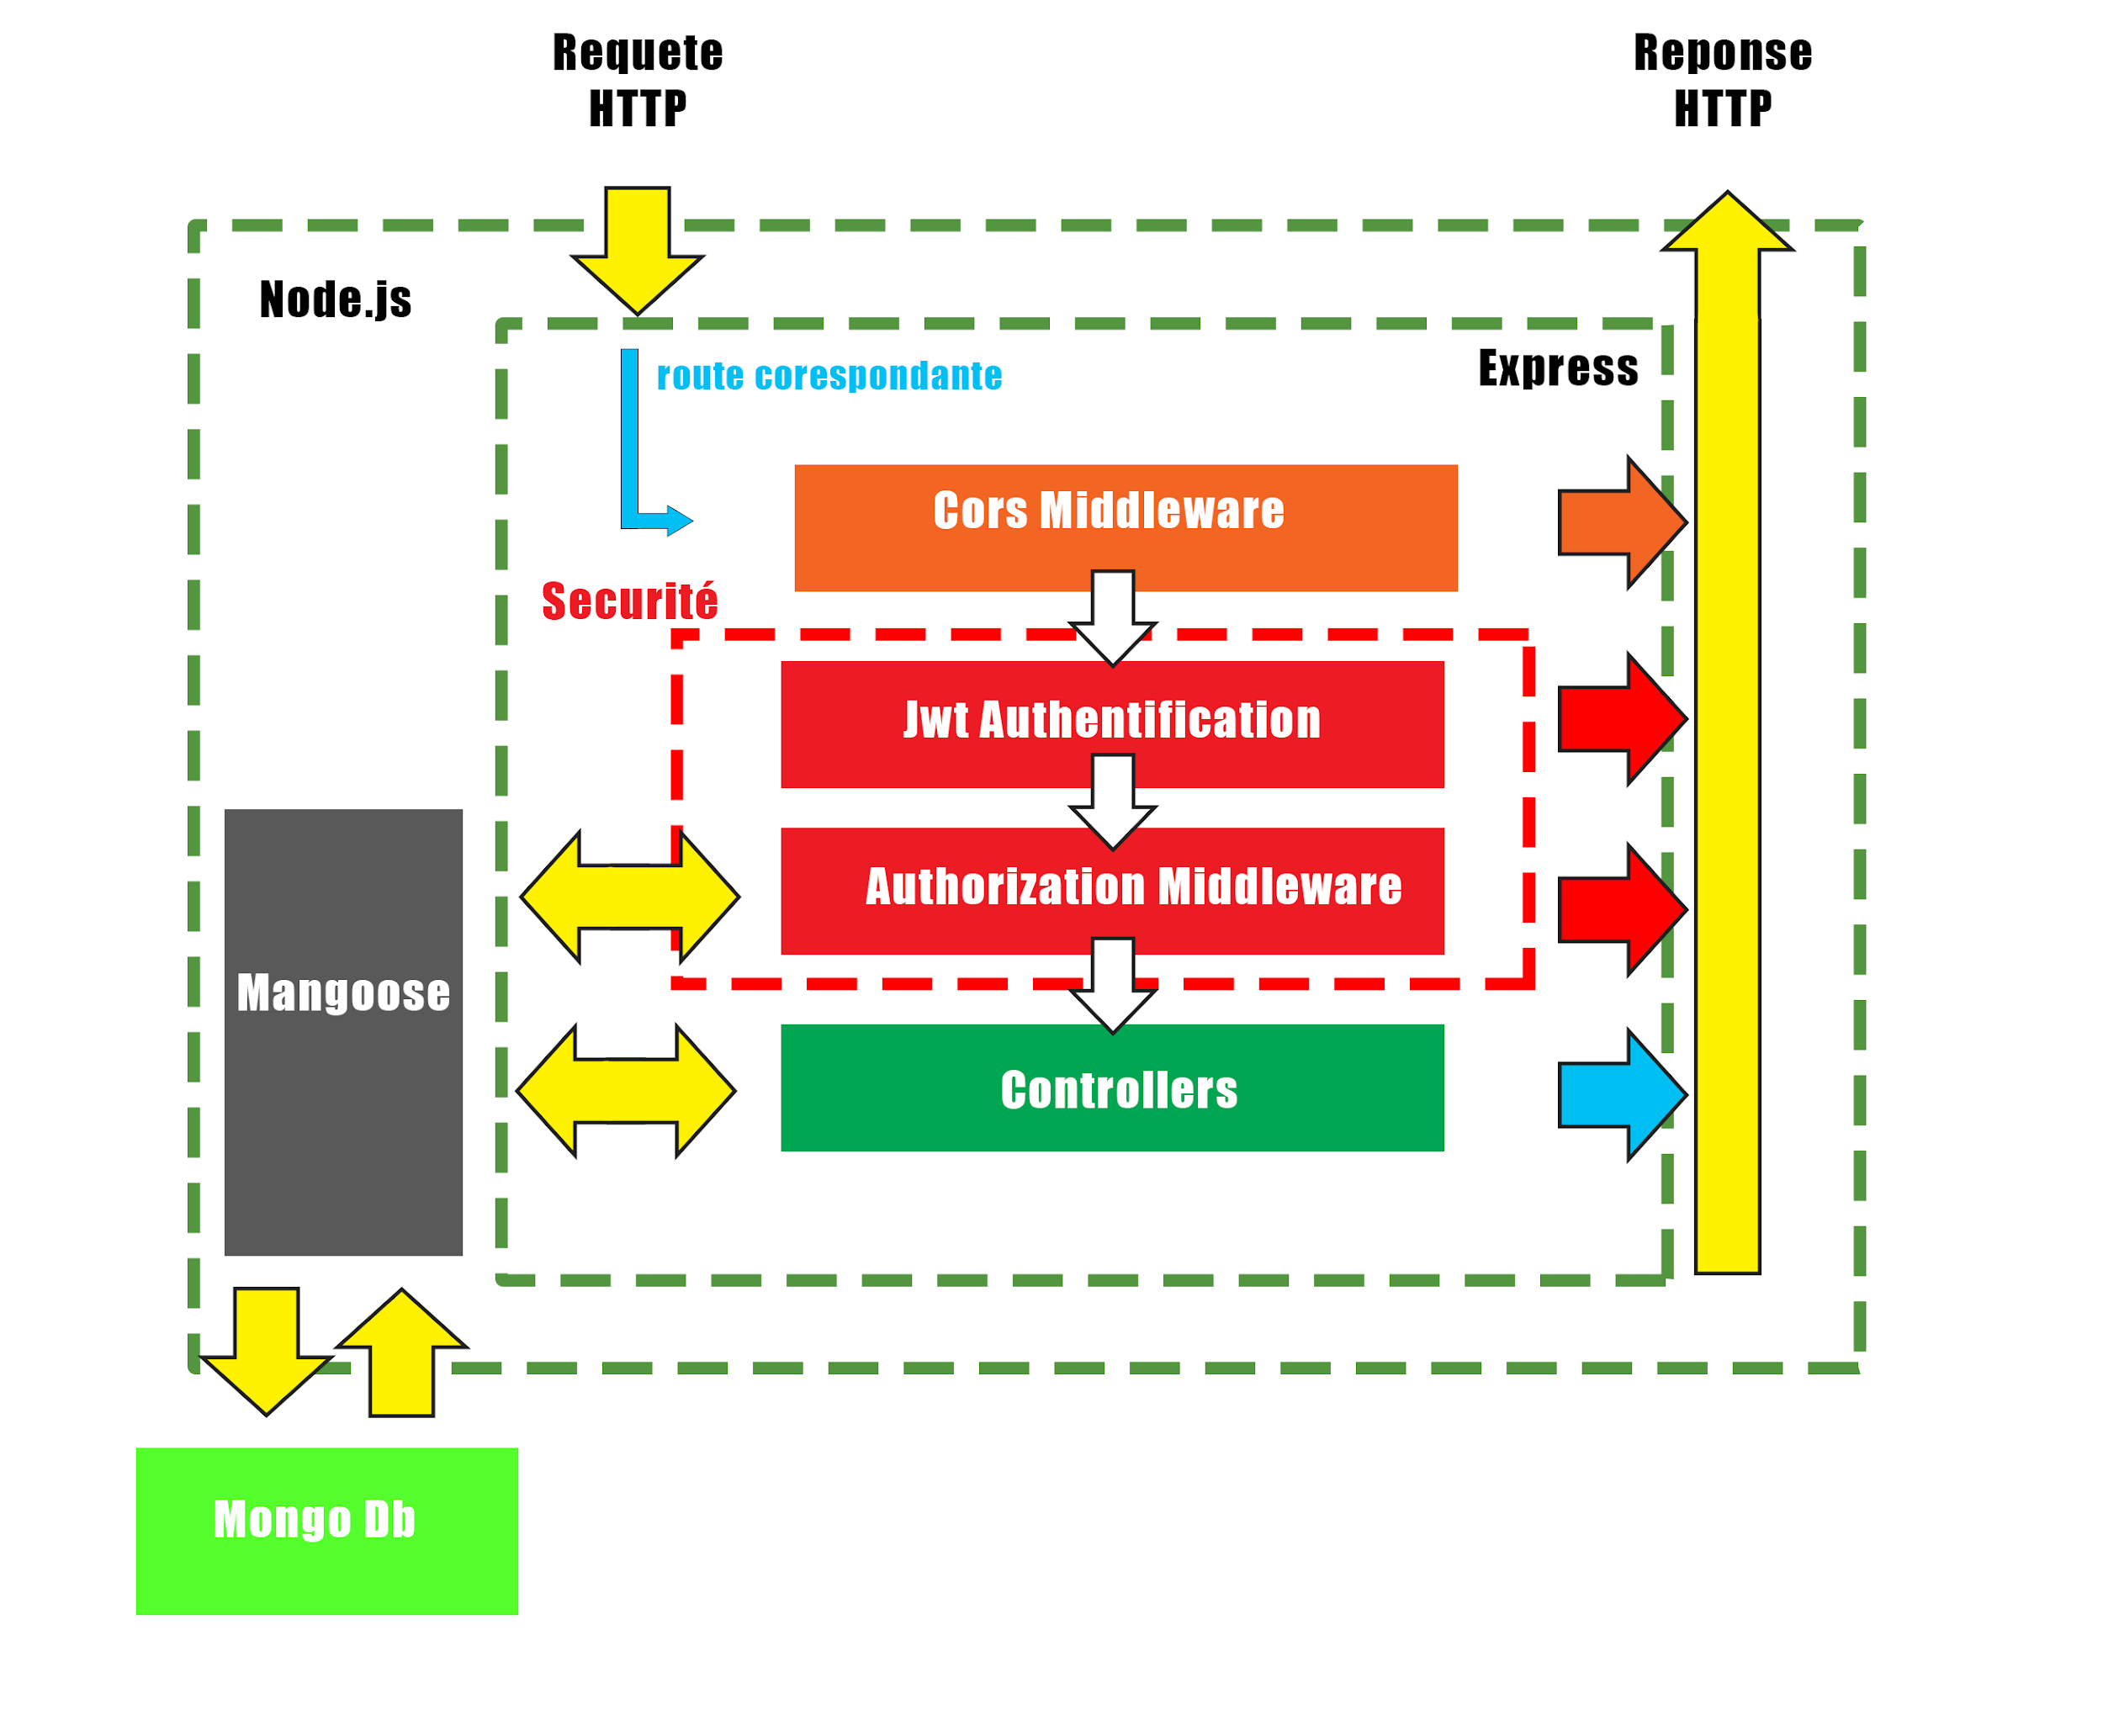 Requete
HTTP
Reponse
HTTP
Node.js
Express
route corespondante
Cors Middleware
Securité
Jwt Authentification
Authorization Middleware
Mangoose
Controllers
Mongo Db